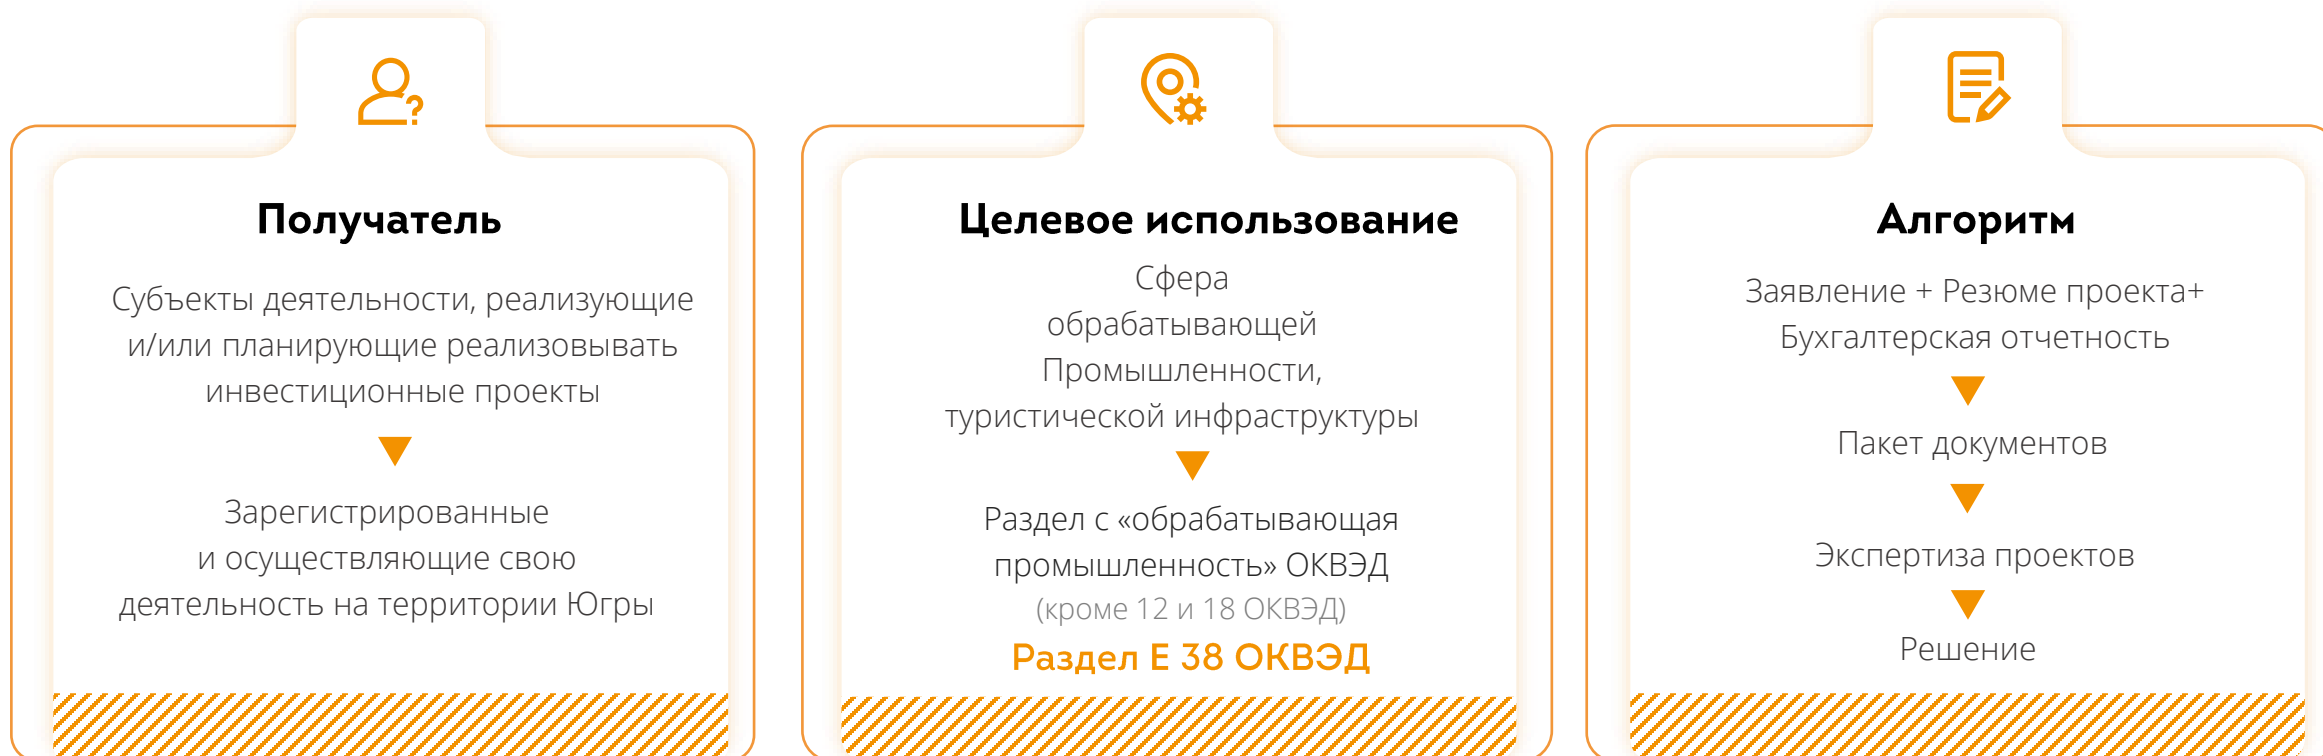 Получатель
Субъекты деятельности, реализующие
и/или планирующие реализовывать
инвестиционные проекты
Зарегистрированные
и осуществляющие свою
деятельность на территории Югры
Целевое использование
Сфера
обрабатывающей
Промышленности,
туристической инфраструктуры
Раздел с «обрабатывающая
промышленность» ОКВЭД
(кроме 12 и 18 ОКВЭД)
Раздел Е 38 ОКВЭД
Алгоритм
Заявление + Резюме проекта+
Бухгалтерская отчетность
Пакет документов
Экспертиза проектов
Решение